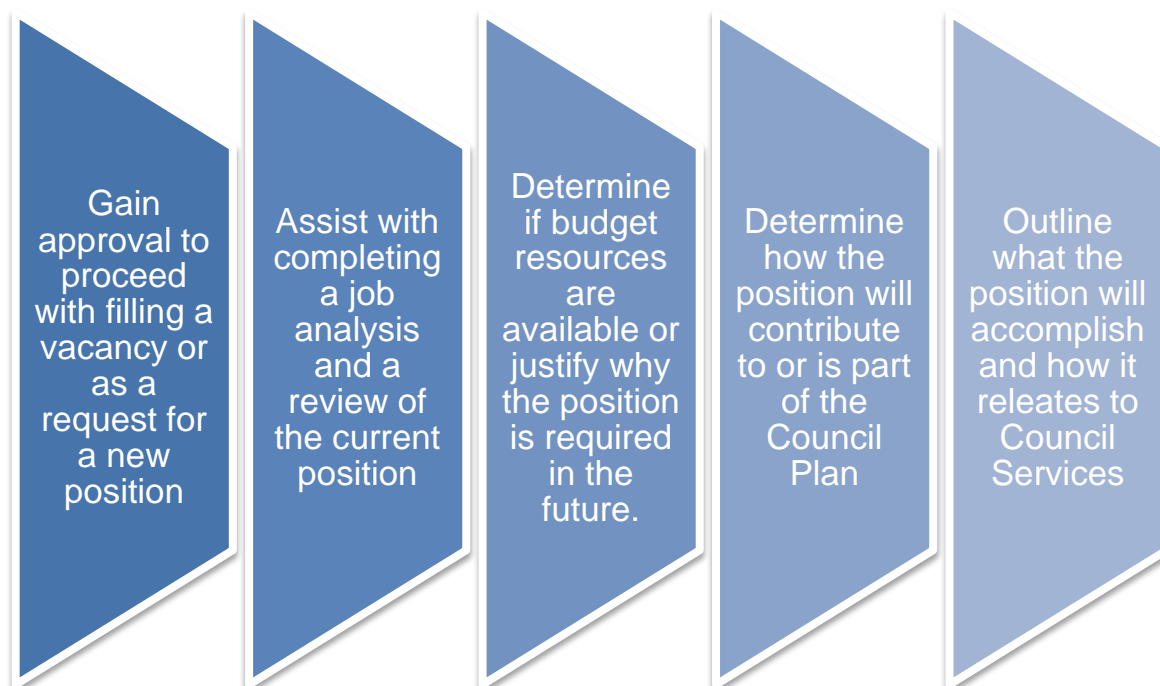 Gain
approval to
proceed
with filling a
vacancy or
as a
request for
a new
position
Assist with
completing
a job
analysis
and a
review of
the current
position
Determine
if budget
resources
are
available or
justify why
the position
is required
in the
future.
Determine
how the
position will
contribute
to or is part
of the
Council
Plan
Outline
what the
position will
accomplish
and how it
releates to
Council
Services